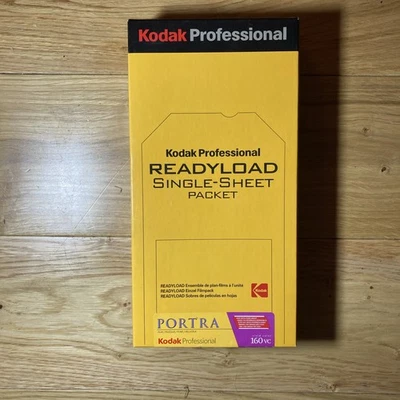 Kodak Professional
Kodak Professional
READYLOAD
SINGLE-SHEET
PACKET
READYLOAD Ensemble de plan-films à l'unité
READYLOAD Einzel Filmpack
READYLOAD Sobres de películas en hojas
Kodak
PORTRA
Kodak Professional
160VC